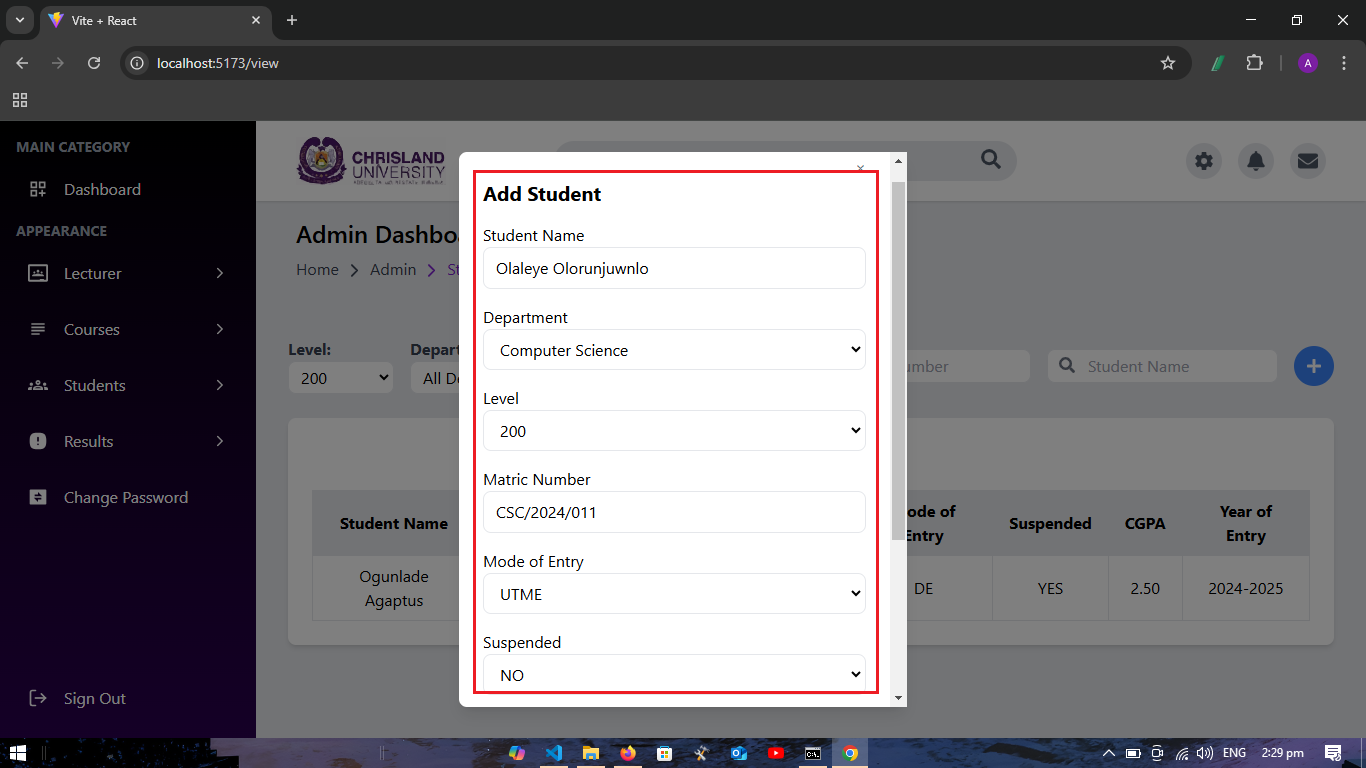 Vite + React
localhost:5173/view
A
MAIN CATEGORY
Dashboard
APPEARANCE
Lecturer
Courses
Students
Results
Change Password
Sign Out
CHRISLAND
UNIVERSITY
Admin Dashbo
Home
Admin
St
Level:
200
Depart
All De
umber
Student Name
Add Student
Student Name
Olaleye Olorunjuwnlo
Department
Computer Science
Level
200
Matric Number
CSC/2024/011
Mode of Entry
UTME
Suspended
NO
Student Name
ode of
Entry
Suspended
CGPA
Year of
Entry
Ogunlade
Agaptus
DE
YES
2.50
2024-2025
ENG
2:29 pm